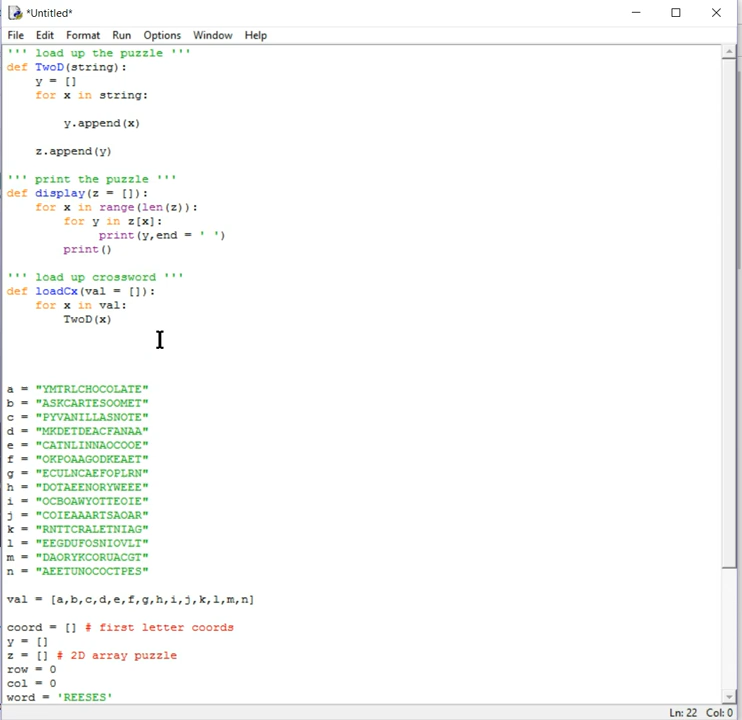 *Untitled*
File Edit Format Run Options Window Help
''' load up the puzzle '''
def TwoD(string):
    y = []
    for x in string:
        y.append(x)
    z.append(y)
''' print the puzzle '''
def display(z = []):
    for x in range(len(z)):
        for y in z[x]:
             print(y,end = ' ')
        print()
''' load up crossword '''
def loadCx(val = []):
    for x in val:
        TwoD(x)
a = "YMTRLCHOCOLATE"
b = "ASKCARTESOOMET"
c = "PYVANILLASNOTE"
d = "MKDETDEACFANAA"
e = "CATNLINNAOCOOE"
f = "OKPOAAGODKEAET"
g = "ECULNCAEFOPLRN"
h = "DOTAEENORYWEEE"
i = "OCBOAWYOTTEOIE"
j = "COIEAAARTSAOAR"
k = "RNTTCRALETNIAG"
l = "EEGDUFOSNIOVLT"
m = "DAORYKCORUACGT"
n = "AEETUNOCOCTPES"
val = [a,b,c,d,e,f,g,h,i,j,k,l,m,n]
coord = [] # first letter coords
y = []
z = [] # 2D array puzzle
row = 0
col = 0
word = 'REESES'
Ln: 22 Col: 0